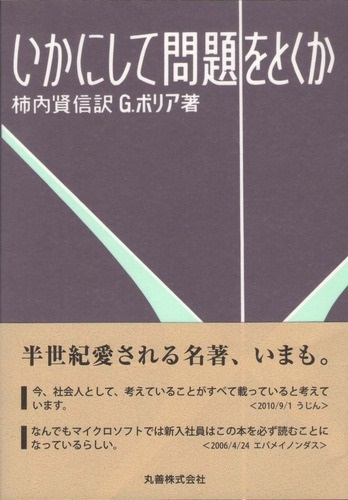 いかにして問題をとくか
柿内賢信訳 G.ポリア著
半世紀愛される名著、いまも。
今、社会人として、考えていることがすべて載っていると考えて
います。
<2010/9/1 うじん>
なんでもマイクロソフトでは新入社員はこの本を必ず読むことに
なっているらしい。
<2006/4/24 エバメイノンダス>
丸善株式会社